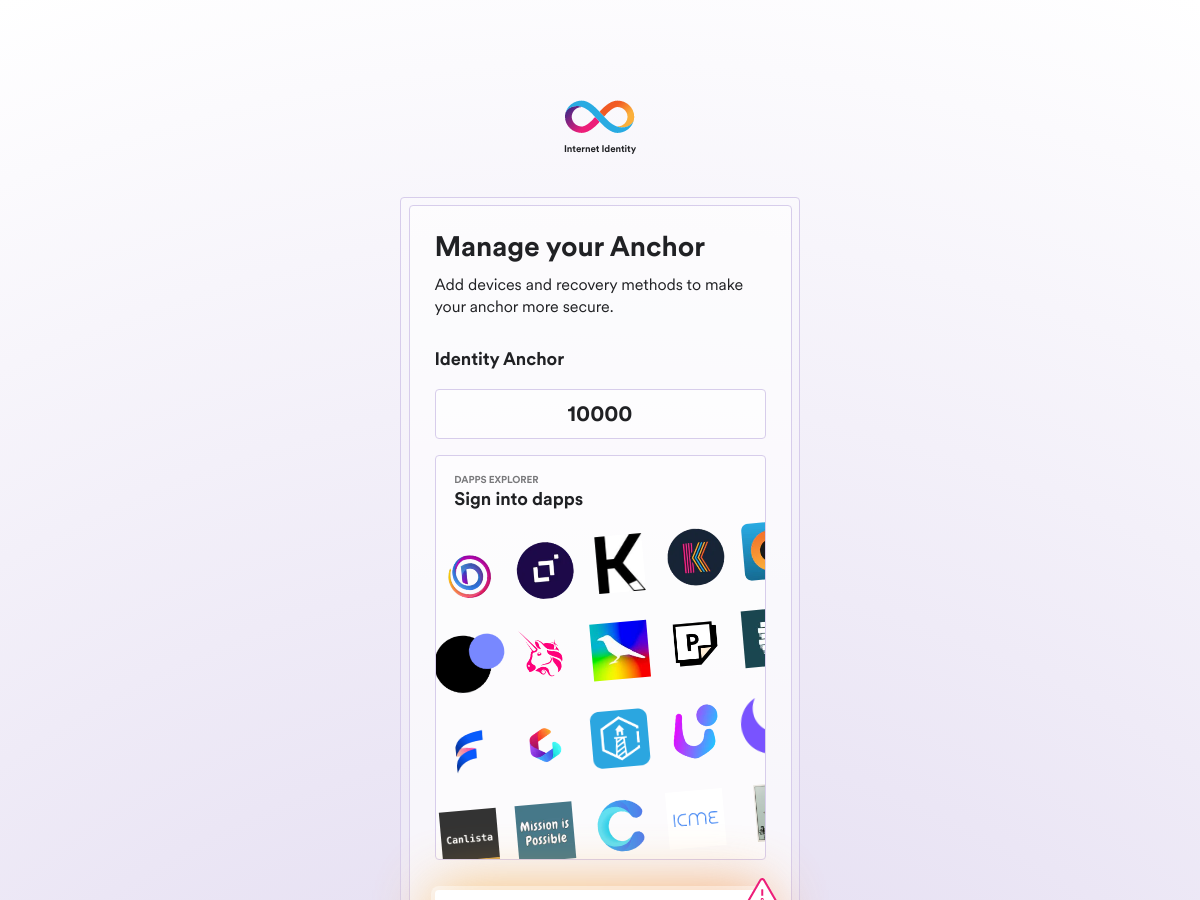 Internet Identity
Manage your Anchor
Add devices and recovery methods to make
your anchor more secure.
Identity Anchor
10000
DAPPS EXPLORER
Sign into dapps
P
Canlista
Mission is
Possible
ICME